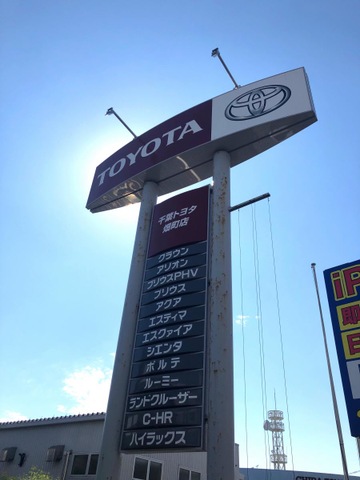 TOYOTA
千葉トヨタ
畑町店
クラウン
アリオン
プリウスPHV
プリウス
アクア
エスティマ
エスクァイア
シエンタ
ポルテ
ルーミー
ランドクルーザー
C-HR
ハイラックス
iP